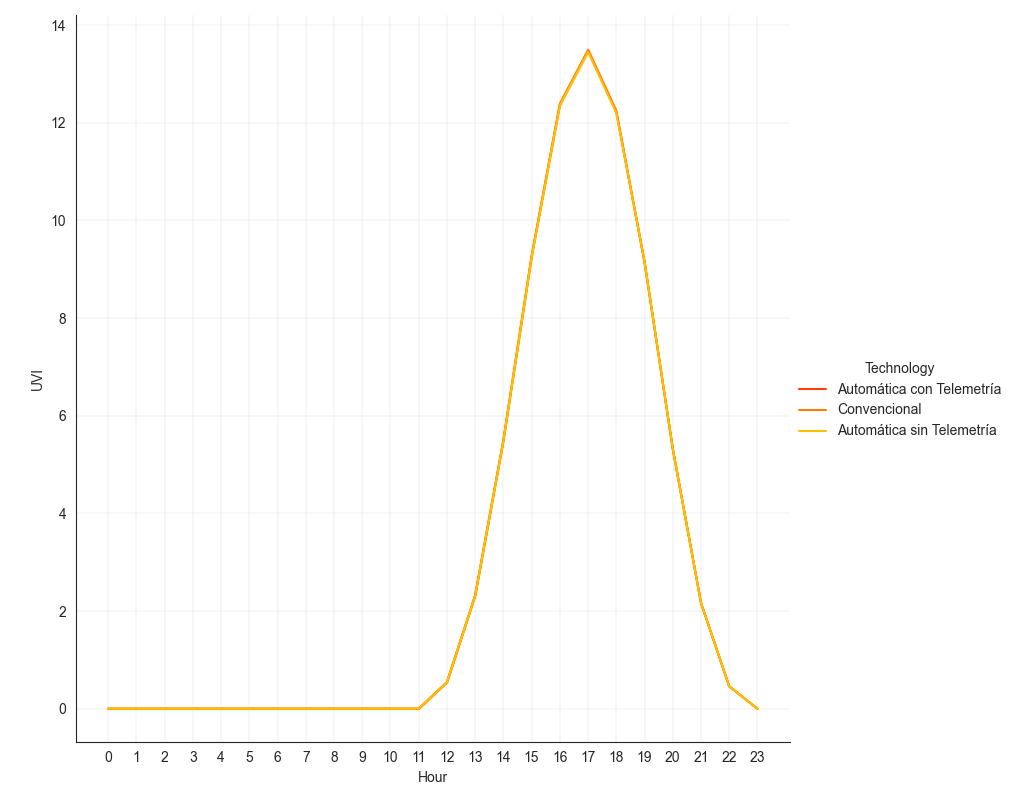 14
12
10
8
6
4
2
0
UVI
0 1 2 3 4 5 6 7 8 9 10 11 12 13 14 15 16 17 18 19 20 21 22 23
Hour
Technology
Automática con Telemetría
Convencional
Automática sin Telemetría